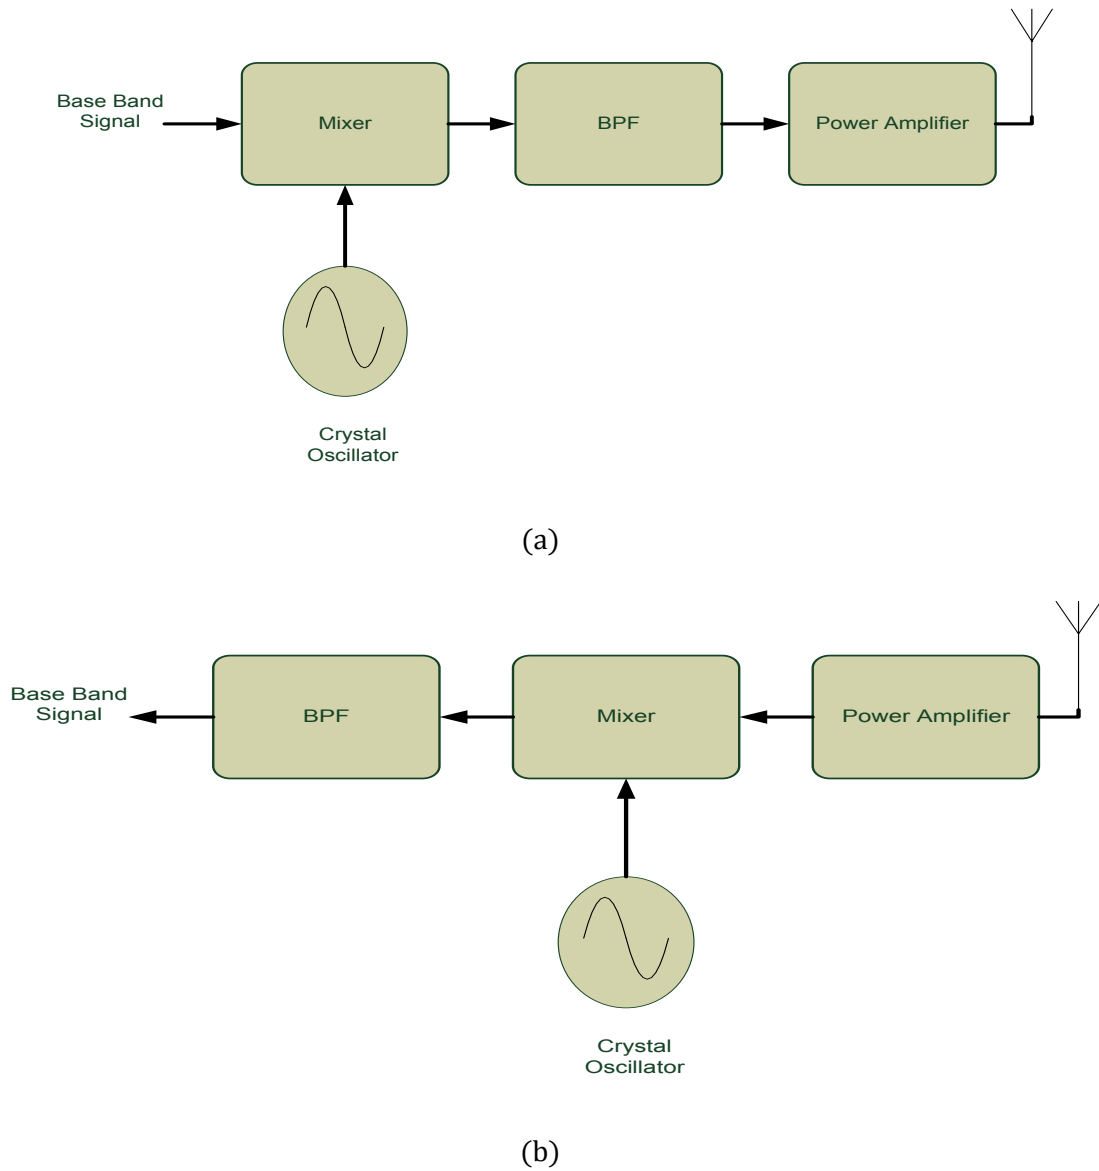 Base Band
Signal
Mixer
BPF
Power Amplifier
Crystal
Oscillator
(a)
Base Band
Signal
BPF
Mixer
Power Amplifier
Crystal
Oscillator
(b)